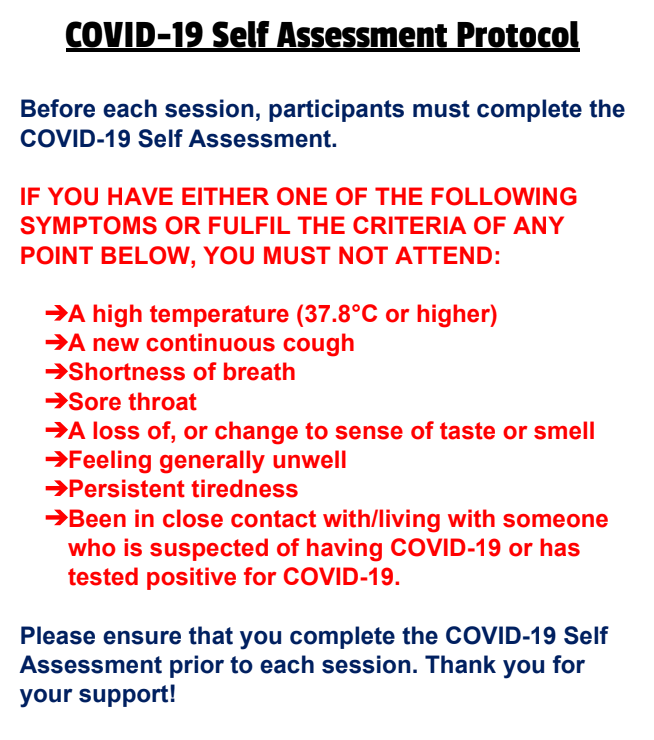 COVID-19 Self Assessment Protocol
Before each session, participants must complete the
COVID-19 Self Assessment.
IF YOU HAVE EITHER ONE OF THE FOLLOWING
SYMPTOMS OR FULFIL THE CRITERIA OF ANY
POINT BELOW, YOU MUST NOT ATTEND:
➔A high temperature (37.8°C or higher)
➔A new continuous cough
➔Shortness of breath
➔Sore throat
➔A loss of, or change to sense of taste or smell
➔Feeling generally unwell
➔Persistent tiredness
➔Been in close contact with/living with someone
who is suspected of having COVID-19 or has
tested positive for COVID-19.
Please ensure that you complete the COVID-19 Self
Assessment prior to each session. Thank you for
your support!